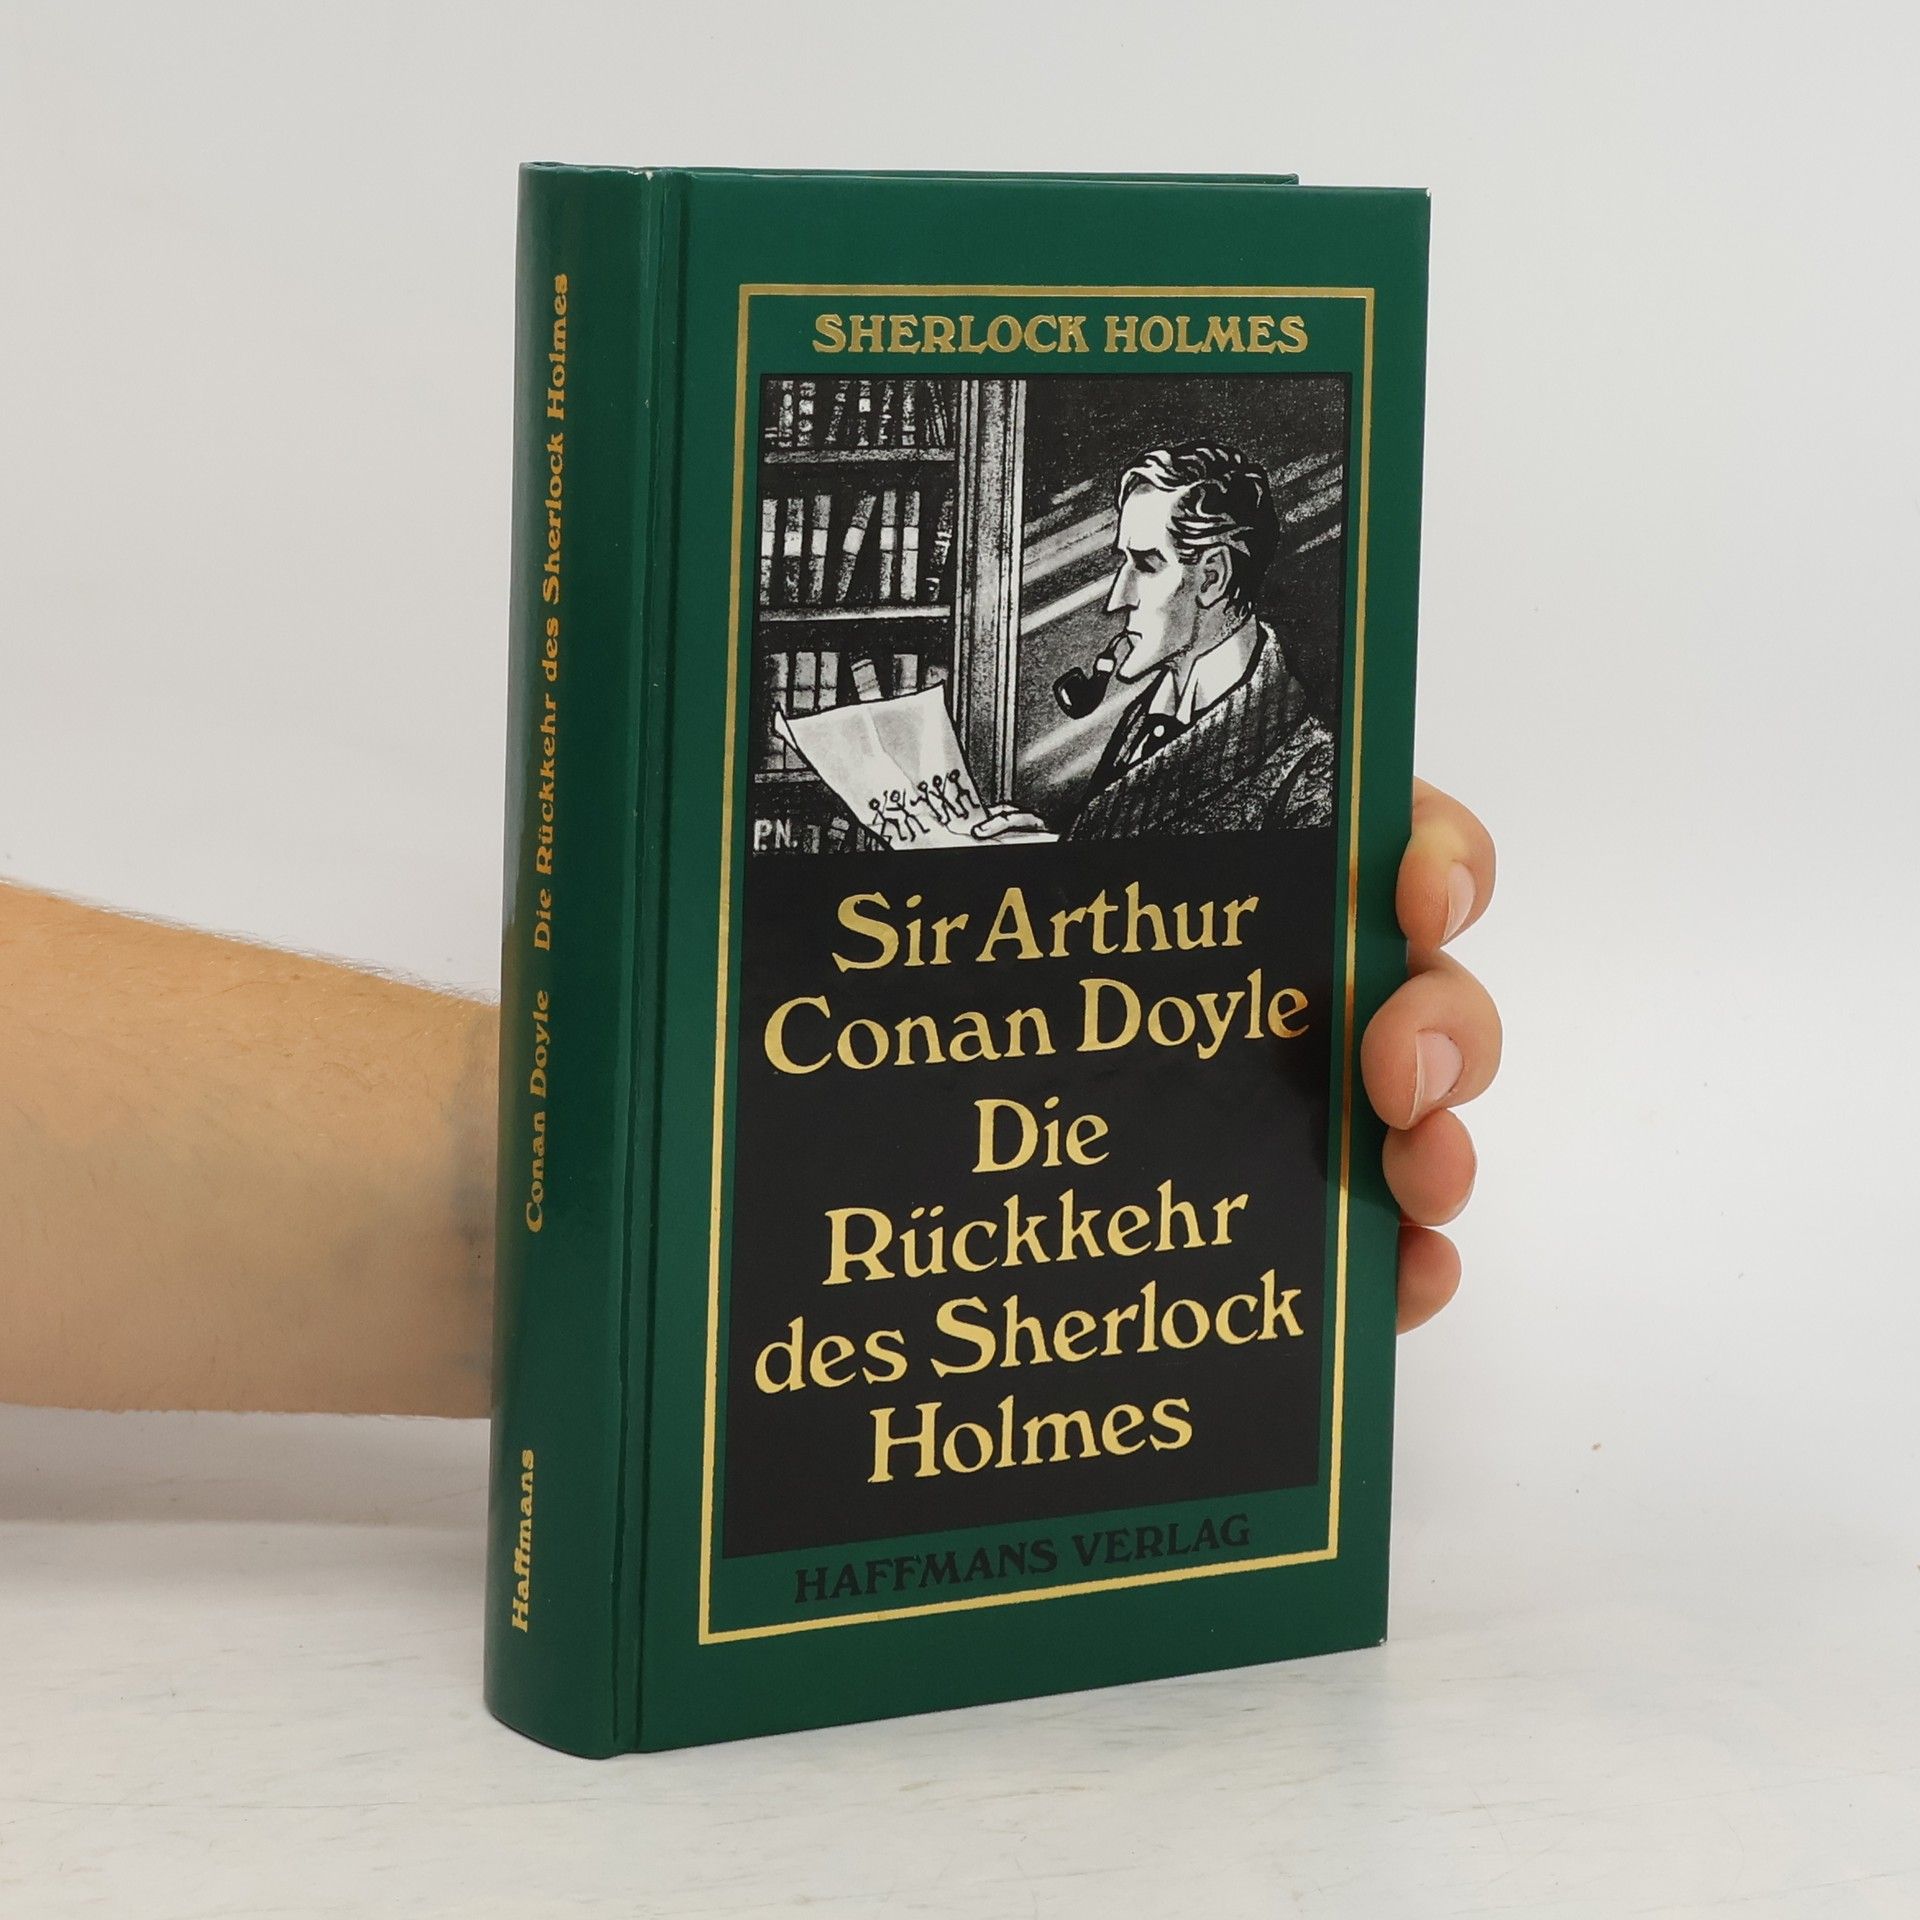 SHERLOCK HOLMES
P.N.
Sir Arthur
Conan Doyle
Die
Rückkehr
des Sherlock
Holmes
HAFFMANS VERLAG
Conan Doyle Die Rückkehr des Sherlock Holmes
Haffmans